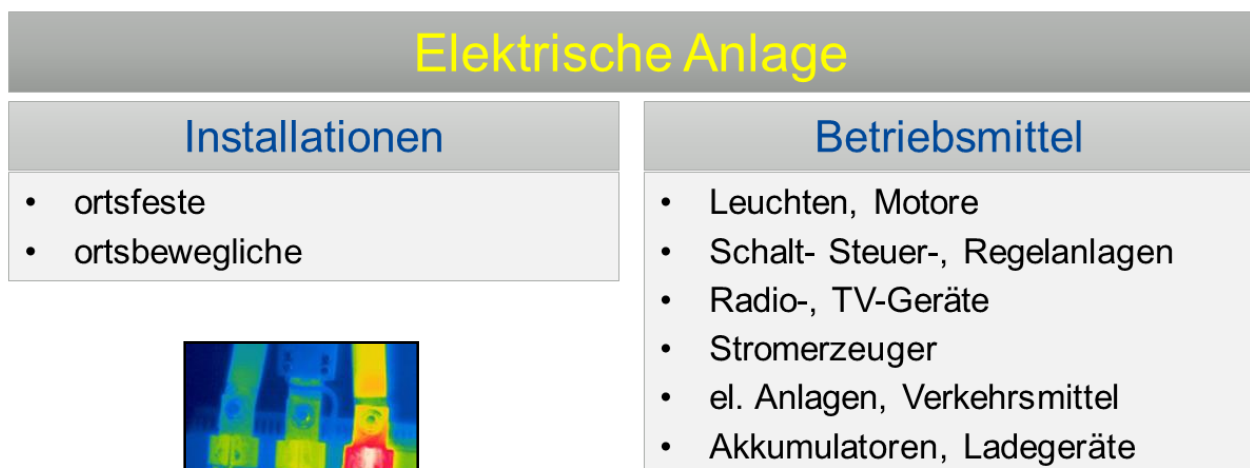 Elektrische Anlage
Installationen
• ortsfeste
• ortsbewegliche
Betriebsmittel
• Leuchten, Motore
• Schalt- Steuer-, Regelanlagen
• Radio-, TV-Geräte
• Stromerzeuger
• el. Anlagen, Verkehrsmittel
• Akkumulatoren, Ladegeräte